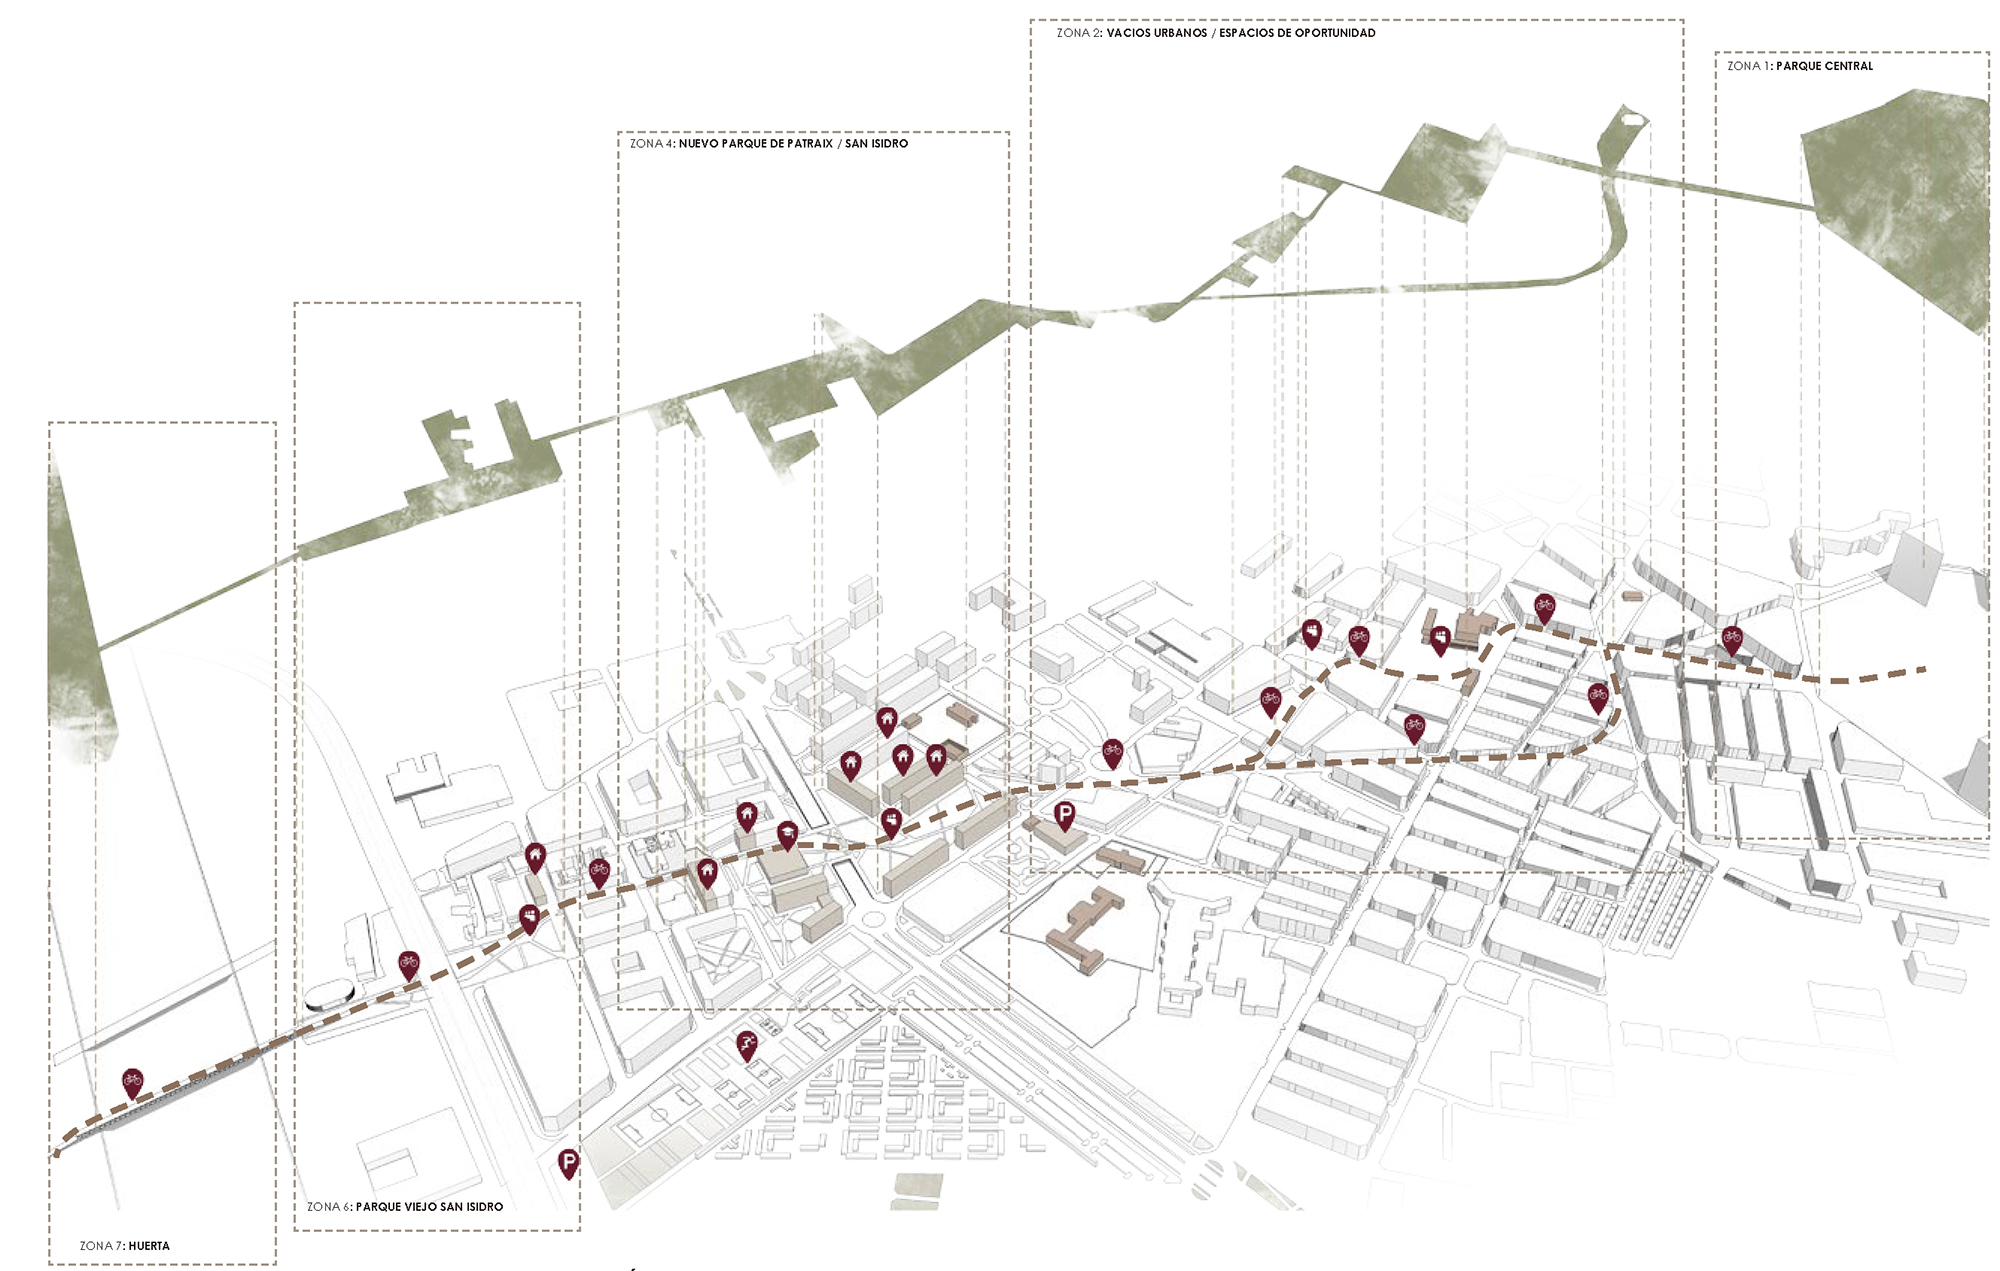 ZONA 2: VACIOS URBANOS / ESPACIOS DE OPORTUNIDAD
ZONA 1: PARQUE CENTRAL
ZONA 4: NUEVO PARQUE DE PATRAIX / SAN ISIDRO
P
P
ZONA 6: PARQUE VIEJO SAN ISIDRO
ZONA 7: HUERTA